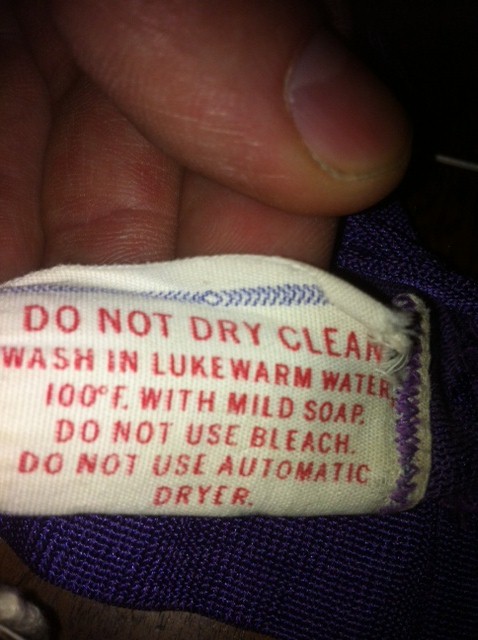 DO NOT DRY CLEAN
WASH IN LUKEWARM WATER,
100°F. WITH MILD SOAP.
DO NOT USE BLEACH.
DO NOT USE AUTOMATIC
DRYER.